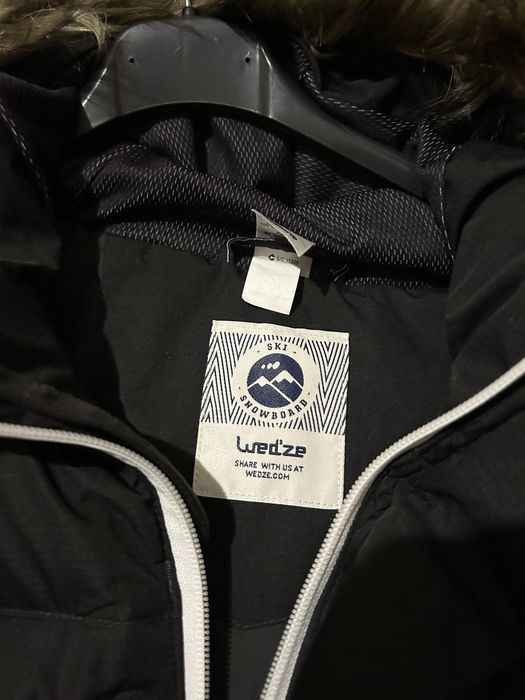 SKI
SNOWBOARD
Wed'ze
SHARE WITH US AT
WEDZE.COM